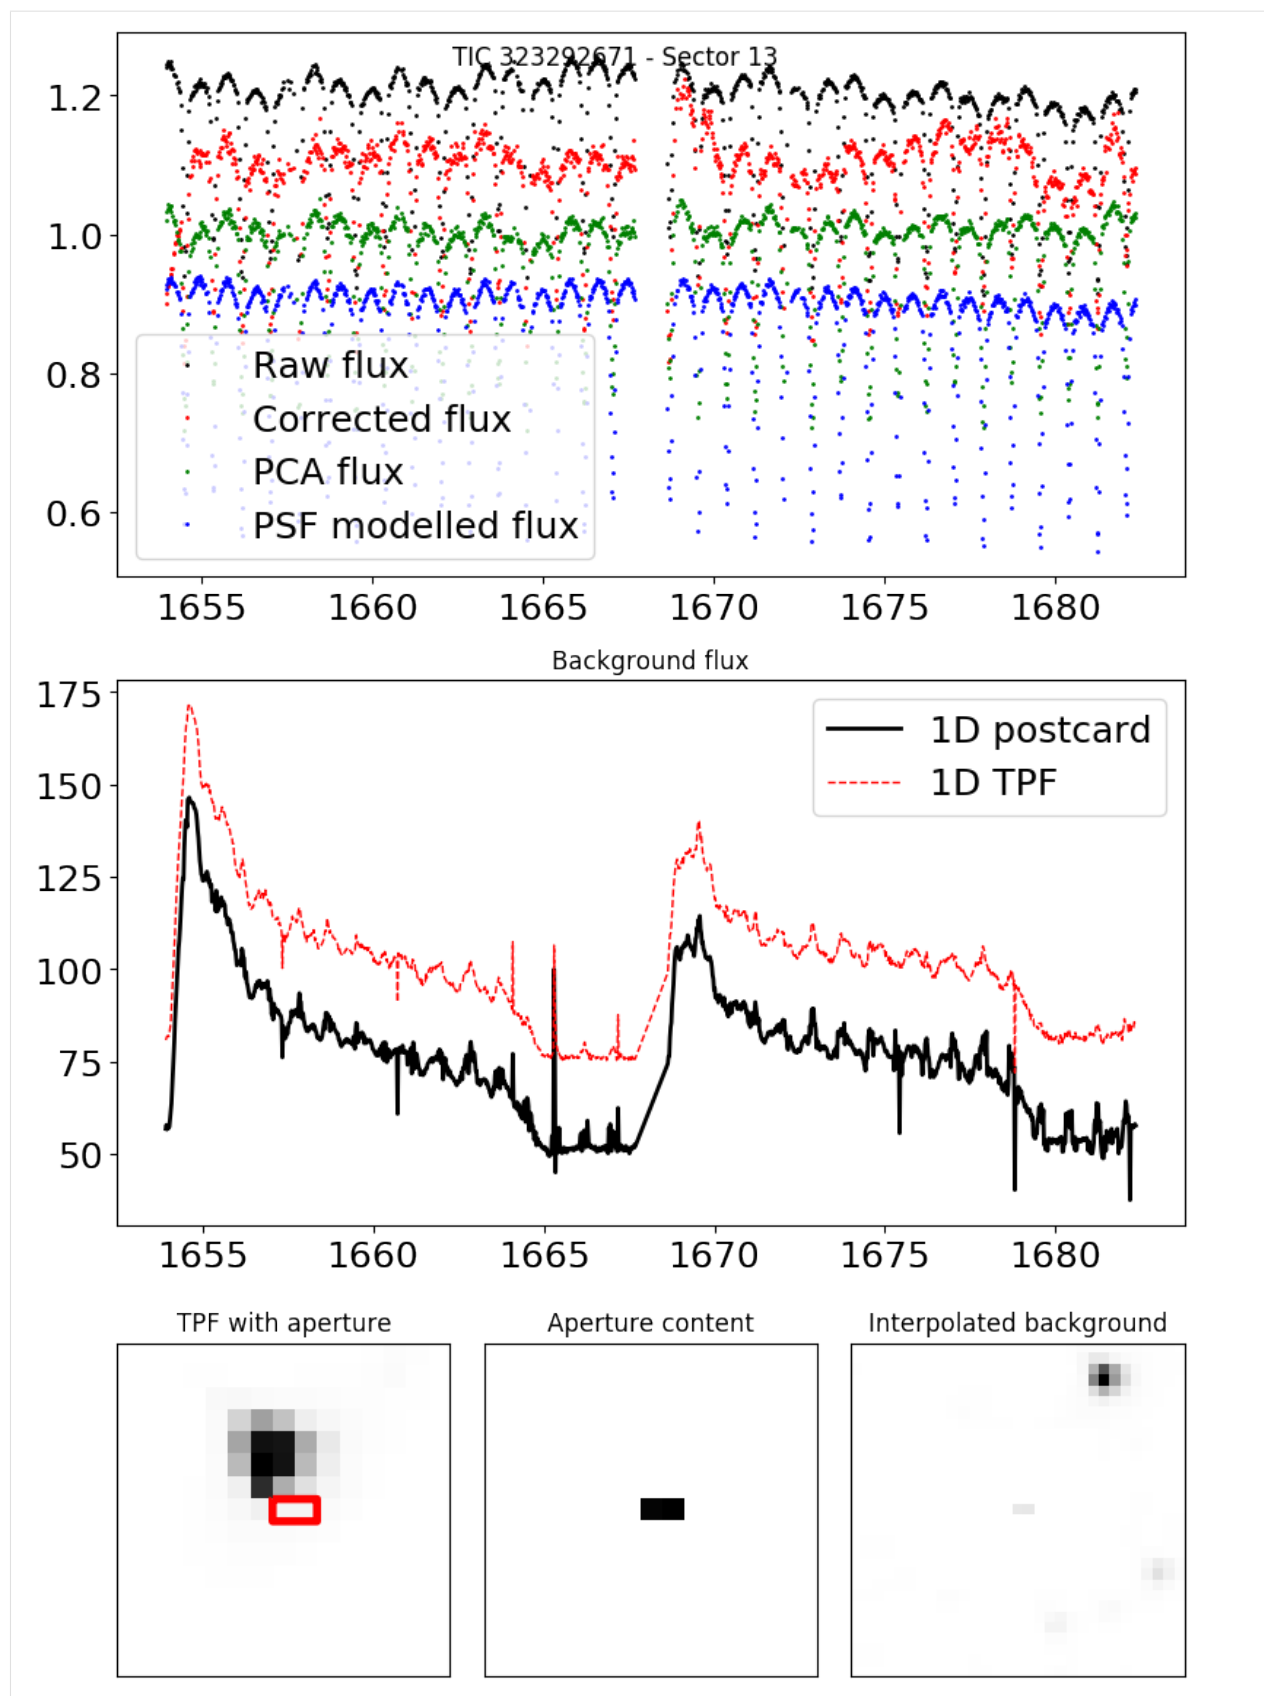 TIC 323292671 - Sector 13
1.2
1.0
0.8
0.6
Raw flux
Corrected flux
PCA flux
PSF modelled flux
1655 1660 1665 1670 1675 1680
Background flux
175
150
125
100
75
50
1D postcard
1D TPF
1655 1660 1665 1670 1675 1680
TPF with aperture Aperture content Interpolated background